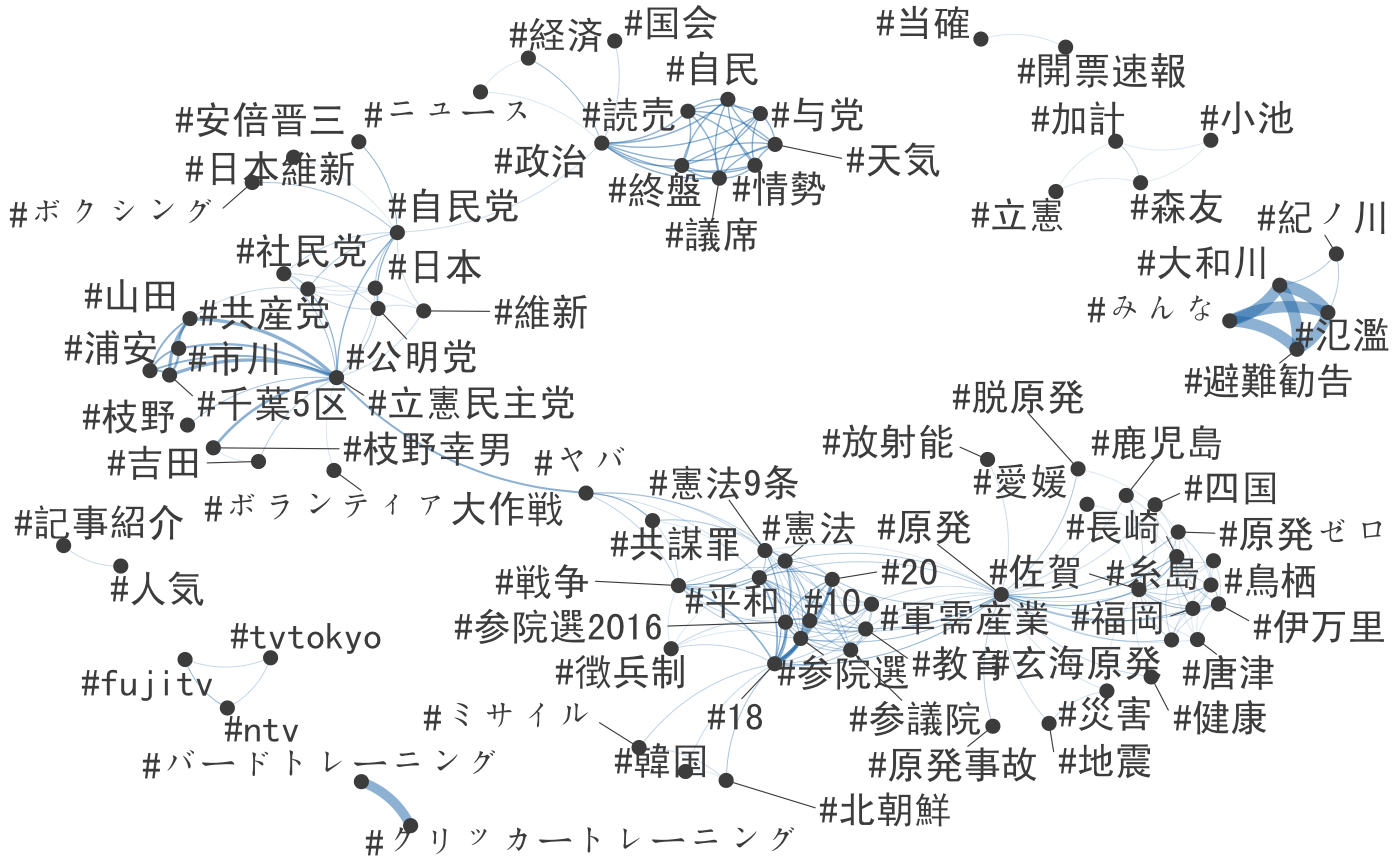 #経済
#国会
#当確
#自民
#開票速報
#安倍晋三
#ニュース
#読売
#与党
#加計
#小池
#日本維新
#政治
#天気
#ボクシング
#終盤
#情勢
#自民党
#議席
#立憲
#森友
#紀ノ川
#社民党
#日本
#大和川
#山田
#共産党
#維新
#みんな
#浦安
#市川
#公明党
#氾濫
#避難勧告
#枝野
#千葉5区
#立憲民主党
#脱原発
#吉田
#枝野幸男
#ヤバ
#放射能
#鹿児島
#ボランティア
大作戦
#憲法9条
#愛媛
#四国
#記事紹介
#共謀罪
#憲法
#原発
#長崎
#原発ゼロ
#人気
#戦争
#平和
#20
#10
#佐賀
#糸島
#鳥栖
#参院選2016
#軍需産業
#福岡
#伊万里
#tvtokyo
#徴兵制
#参院選
#教育
#玄海原発
#唐津
#fujitv
#ntv
#ミサイル
#18
#参議院
#災害
#健康
#バードトレーニング
#韓国
#原発事故
#地震
#北朝鮮
#クリッカートレーニング